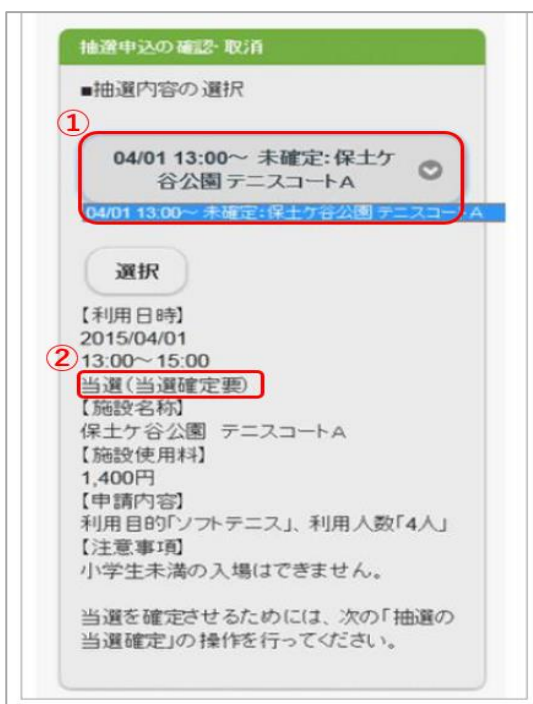 抽選申込の確認・取消
■抽選内容の選択
①
04/01 13:00～ 未確定:保土ケ
谷公園 テニスコートA
04/01 13:00～ 未確定:保土ケ谷公園 テニスコートA
選択
【利用日時】
2015/04/01
②
13:00～15:00
当選(当選確定要)
【施設名称】
保土ケ谷公園 テニスコートA
【施設使用料】
1,400円
【申請内容】
利用目的「ソフトテニス」、利用人数「4人」
【注意事項】
小学生未満の入場はできません。
当選を確定させるためには、次の「抽選の
当選確定」の操作を行ってください。